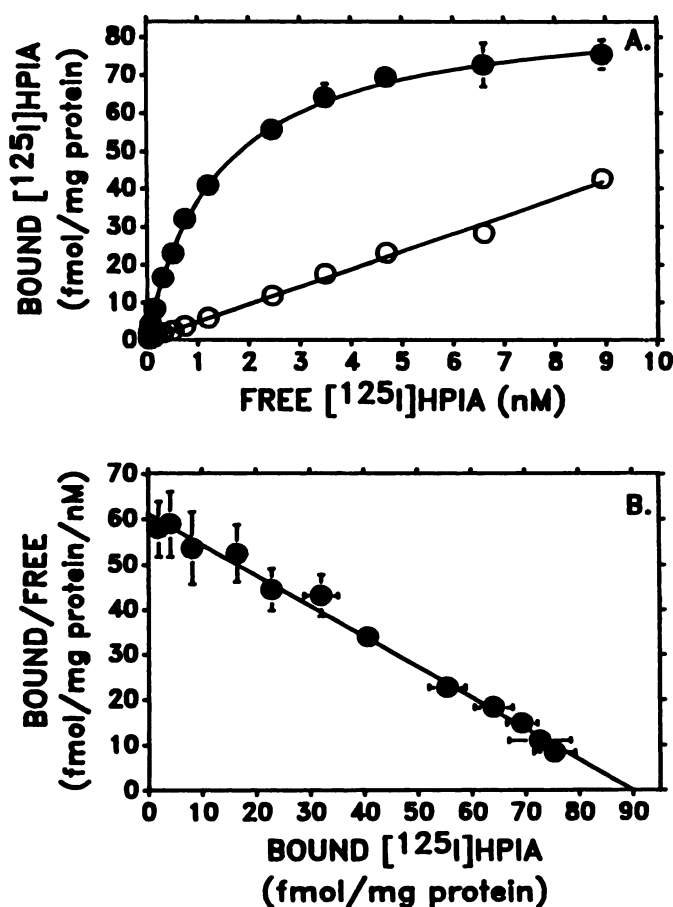 A.
BOUND [125I]HPIA
(fmol/mg protein)
80
70
60
50
40
30
20
10
0
0 1 2 3 4 5 6 7 8 9 10
FREE [125I]HPIA (nM)
B.
BOUND/FREE
(fmol/mg protein/nM)
70
60
50
40
30
20
10
0
0 10 20 30 40 50 60 70 80 90
BOUND [125I]HPIA
(fmol/mg protein)